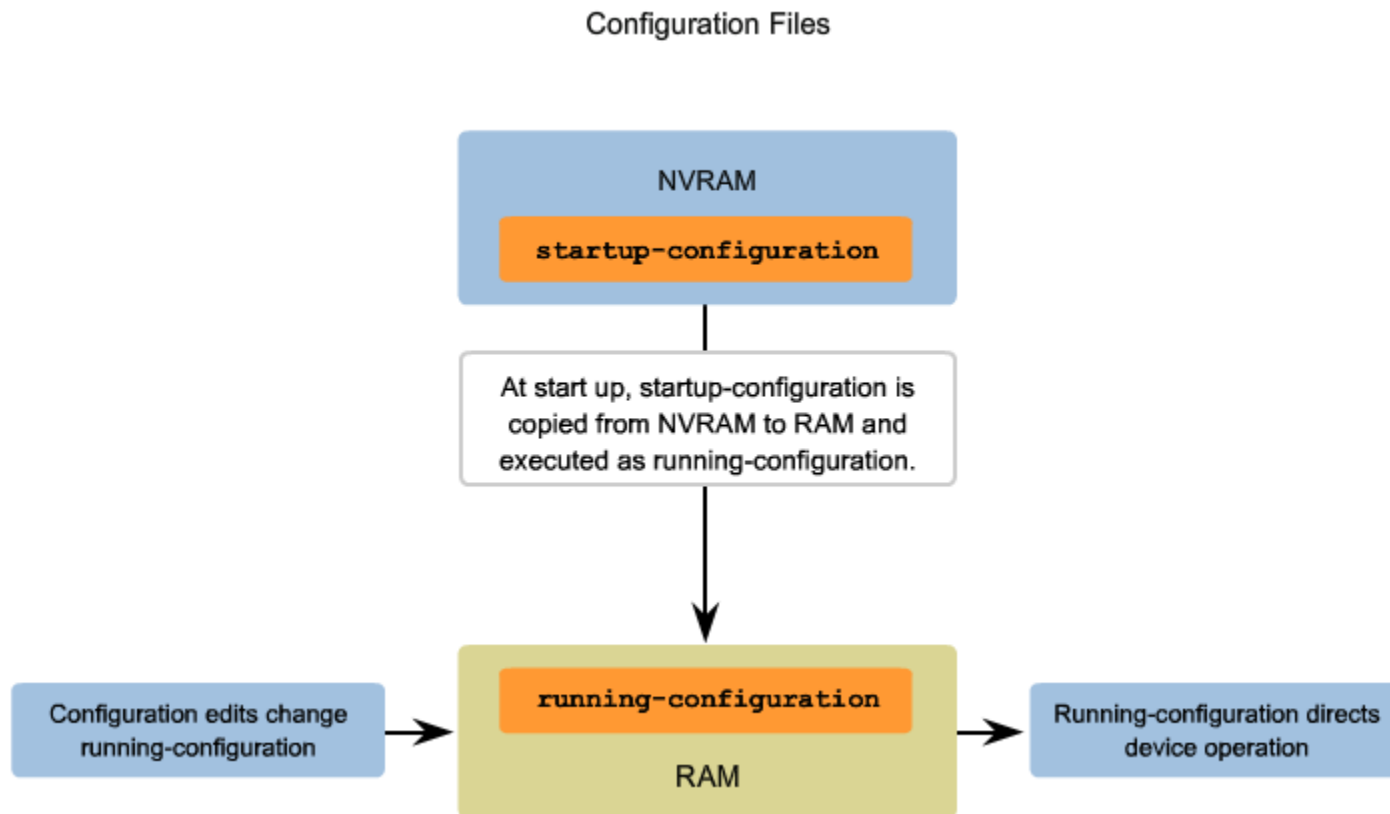 Configuration Files
NVRAM
startup-configuration
At start up, startup-configuration is
copied from NVRAM to RAM and
executed as running-configuration.
running-configuration
RAM
Configuration edits change
running-configuration
Running-configuration directs
device operation